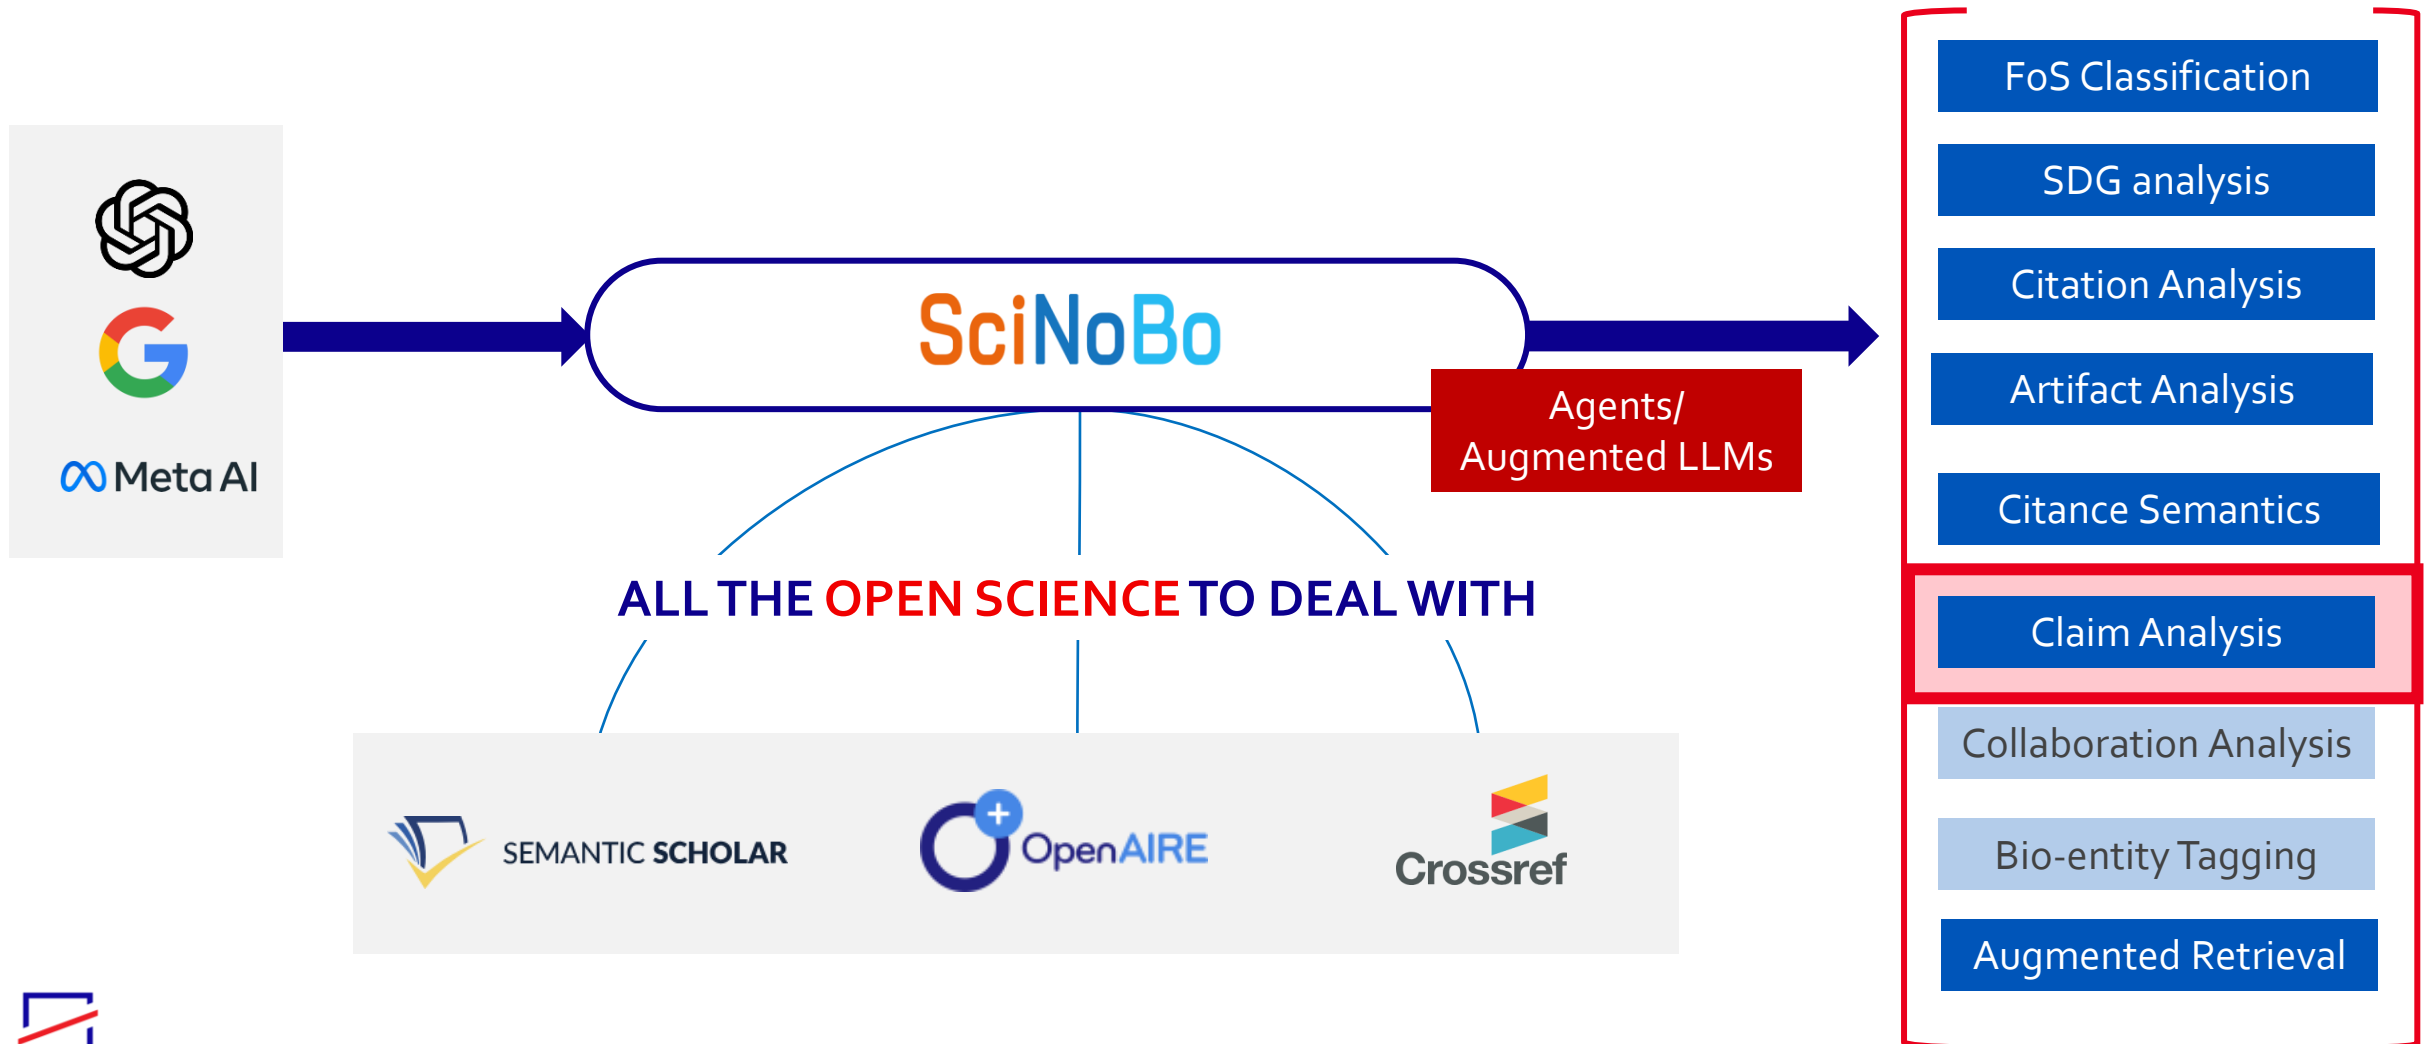 Meta AI
SciNoBo
Agents/
Augmented LLMs
ALL THE OPEN SCIENCE TO DEAL WITH
SEMANTIC SCHOLAR
OpenAIRE
Crossref
FoS Classification
SDG analysis
Citation Analysis
Artifact Analysis
Citance Semantics
Claim Analysis
Collaboration Analysis
Bio-entity Tagging
Augmented Retrieval